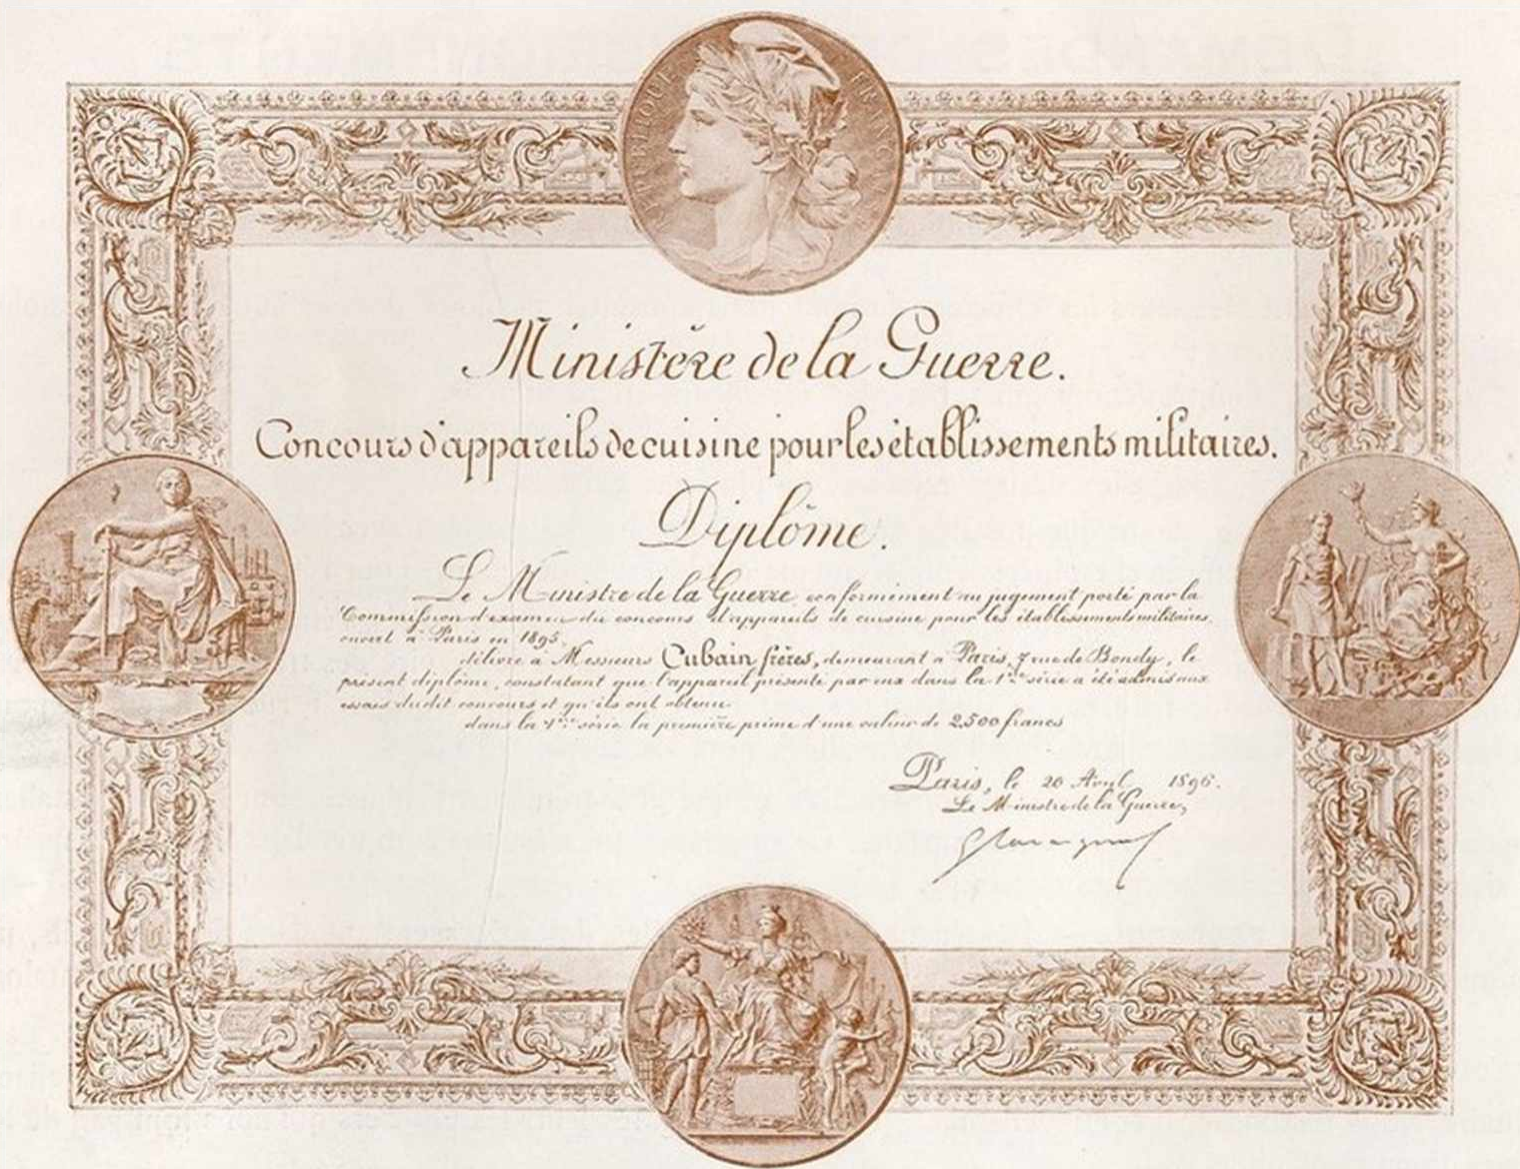 RÉPUBLIQUE FRANÇAISE
Ministère de la Guerre.
Concours d'appareils de cuisine pour les établissements militaires.
Diplôme.
Le Ministre de la Guerre, conformément au jugement porté par la
Commission d'examen du concours d'appareils de cuisine pour les établissements militaires
ouvert à Paris en 1895,
délivre à Messieurs Cubain frères, demeurant à Paris, 7 rue de Bondy, le
présent diplôme, constatant que l'appareil présenté par eux dans la 1ère série a été admis aux
essais dudit concours et qu'ils ont obtenu
dans la 1ère série la première prime d'une valeur de 2,500 francs
Paris, le 20 Avril 1896.
Le Ministre de la Guerre,